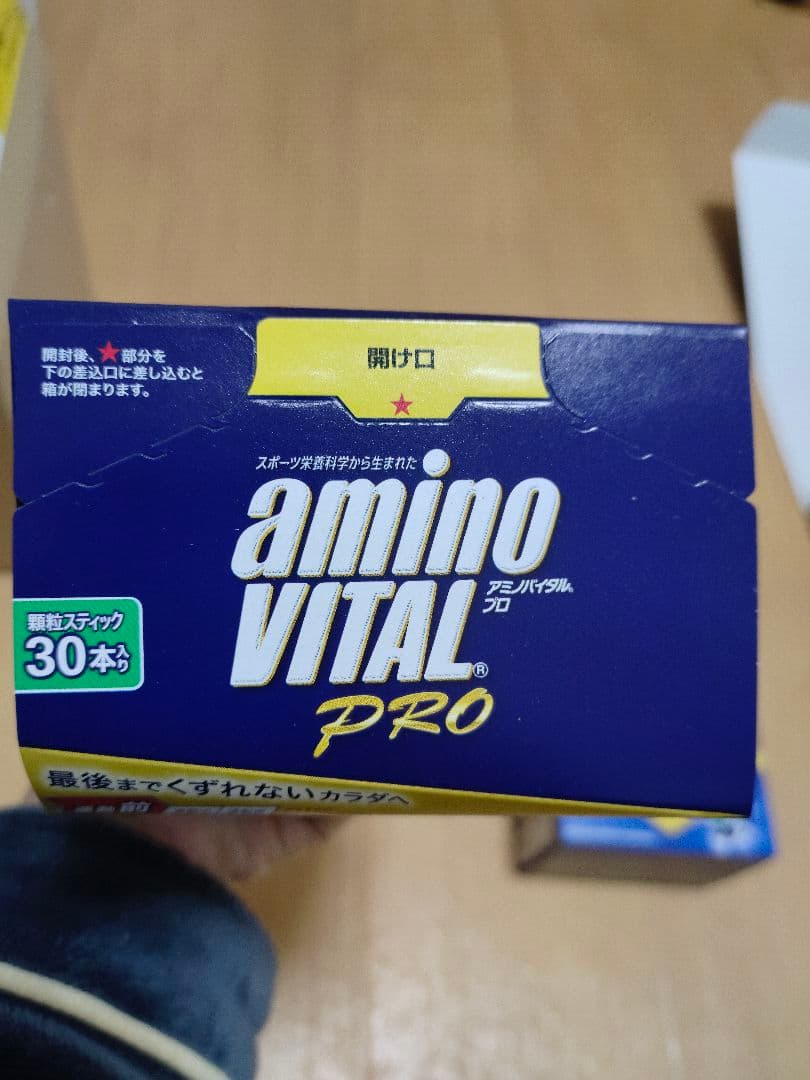 開け口
開封後、★部分を
下の差込口に差し込むと
箱が閉まります。
★
スポーツ栄養科学から生まれた
amino
VITAL®
アミノバイタル®
プロ
PRO
顆粒スティック
30本入り
最後までくずれないカラダへ
前